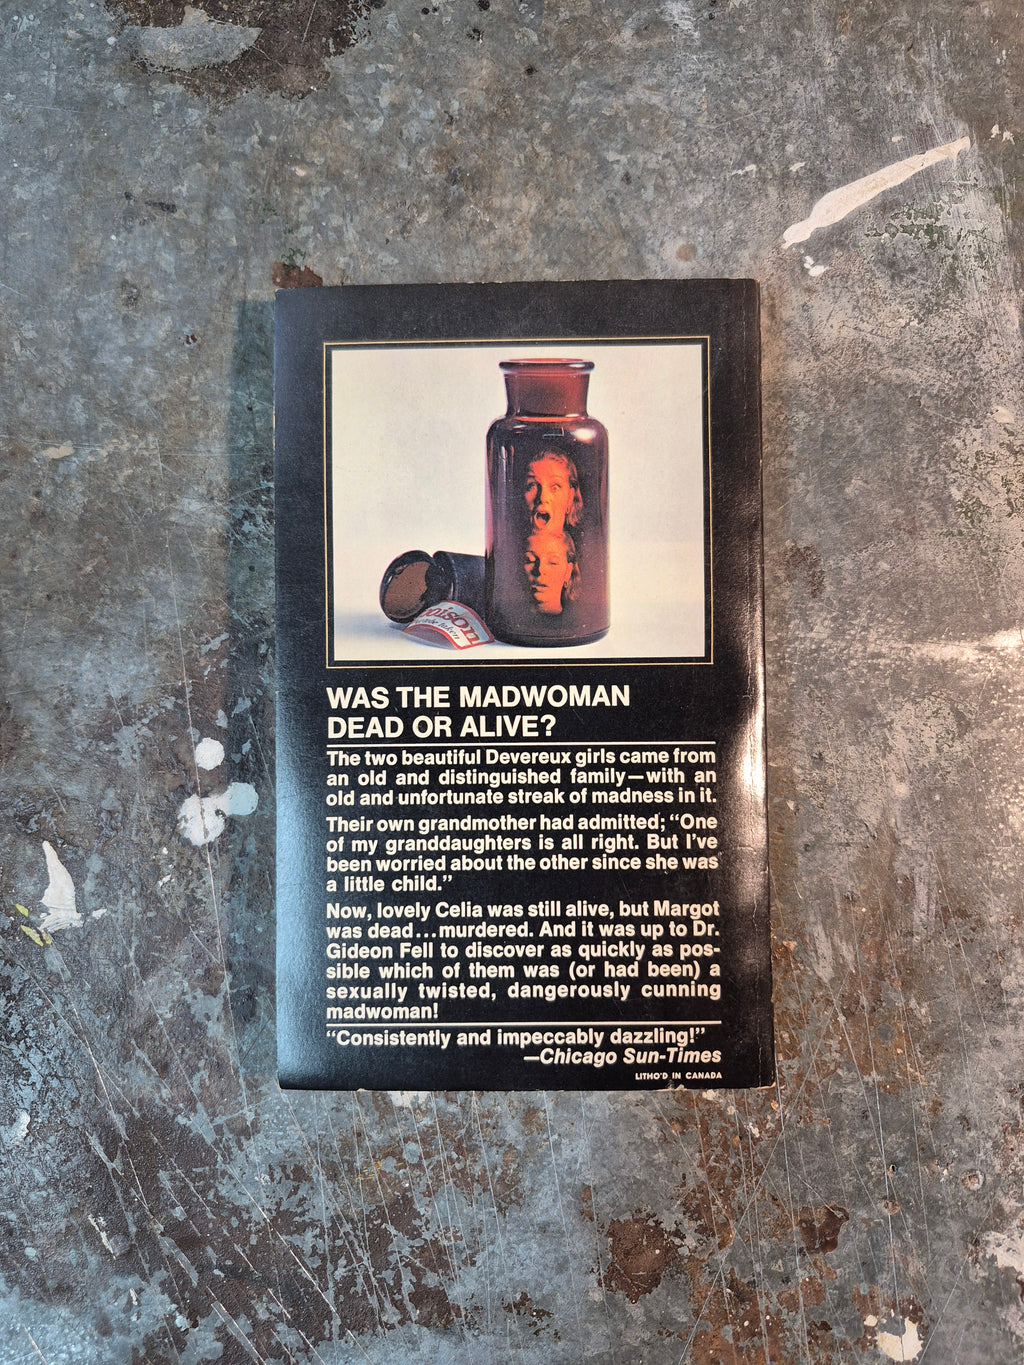 poison
WAS THE MADWOMAN
DEAD OR ALIVE?
The two beautiful Devereux girls came from
an old and distinguished family—with an
old and unfortunate streak of madness in it.
Their own grandmother had admitted; “One
of my granddaughters is all right. But I’ve
been worried about the other since she was
a little child.”
Now, lovely Celia was still alive, but Margot
was dead...murdered. And it was up to Dr.
Gideon Fell to discover as quickly as pos-
sible which of them was (or had been) a
sexually twisted, dangerously cunning
madwoman!
“Consistently and impeccably dazzling!”
—Chicago Sun-Times
LITHO’D IN CANADA